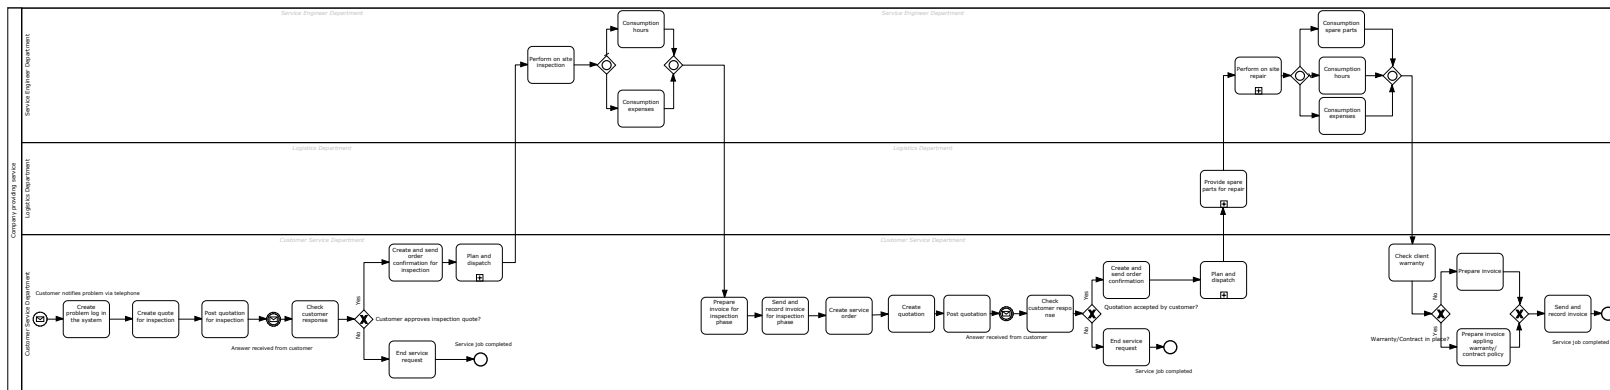 Company providing service
Service Engineer Department
Service Engineer Department
Service Engineer Department
Perform on site
inspection
Consumption
hours
Consumption
expenses
Perform on site
repair
Consumption
spare parts
Consumption
hours
Consumption
expenses
Logistics Department
Logistics Department
Logistics Department
Provide spare
parts for repair
Customer Service Department
Customer Service Department
Customer Service Department
Customer notifies problem via telephone
Create
problem log in
the system
Create quote
for inspection
Post quotation
for inspection
Answer received from customer
Check
customer
response
Customer approves inspection quote?
Yes
No
Create and send
order
confirmation for
inspection
Plan and
dispatch
End service
request
Service job completed
Prepare
invoice for
inspection
phase
Send and
record invoice
for inspection
phase
Create service
order
Create
quotation
Post quotation
Answer received from customer
Check
customer respo
nse
Quotation accepted by customer?
Yes
No
Create and
send order
confirmation
Plan and
dispatch
End service
request
Service job completed
Check client
warranty
Warranty/Contract in place?
No
Yes
Prepare invoice
Prepare invoice
appling
warranty/
contract policy
Send and
record invoice
Service job completed